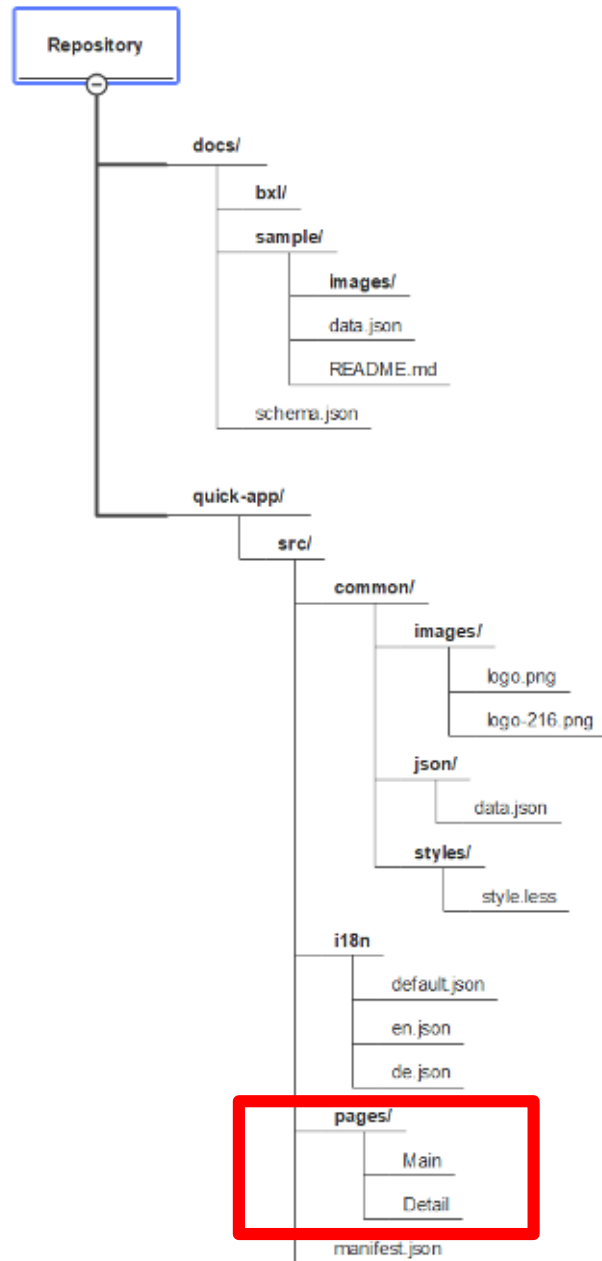 Repository
docs/
bxl/
sample/
images/
data.json
README.md
schema.json
quick-app/
src/
common/
images/
logo.png
logo-216.png
json/
data.json
styles/
style.less
i18n
default.json
en.json
de.json
pages/
Main
Detail
manifest.json